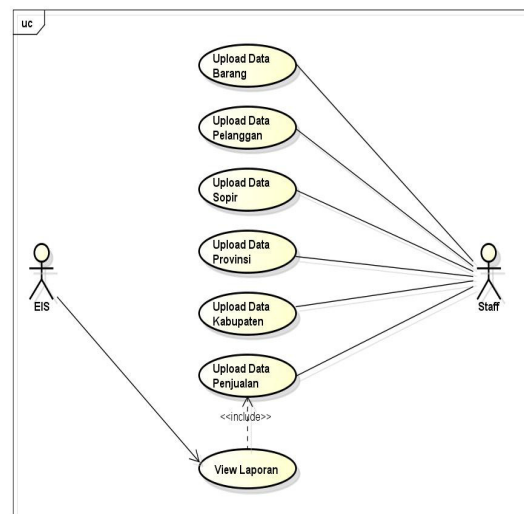 uc
Upload Data
Barang
Upload Data
Pelanggan
Upload Data
Sopir
Upload Data
Provinsi
EIS
Staff
Upload Data
Kabupaten
Upload Data
Penjualan
<<include>>
View Laporan